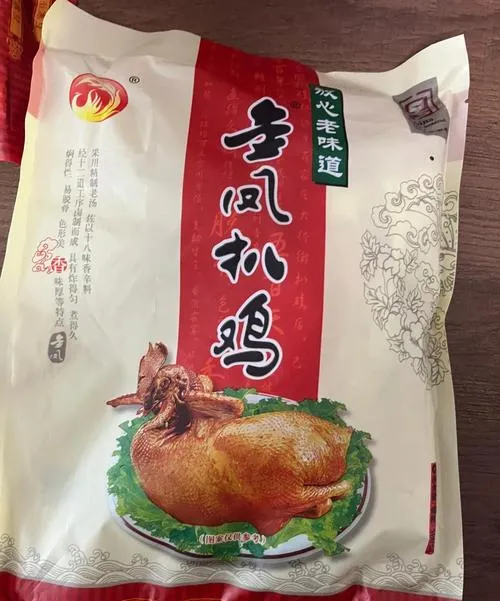 ®
放心老味道
金凤扒鸡
®
采用精制老汤 佐以十八味香辛料
经十二道工序卤制而成 具有炸得匀 煮得久
焖得烂 易脱骨 色形美 香 味厚等特点
金凤
(图案仅供参考)